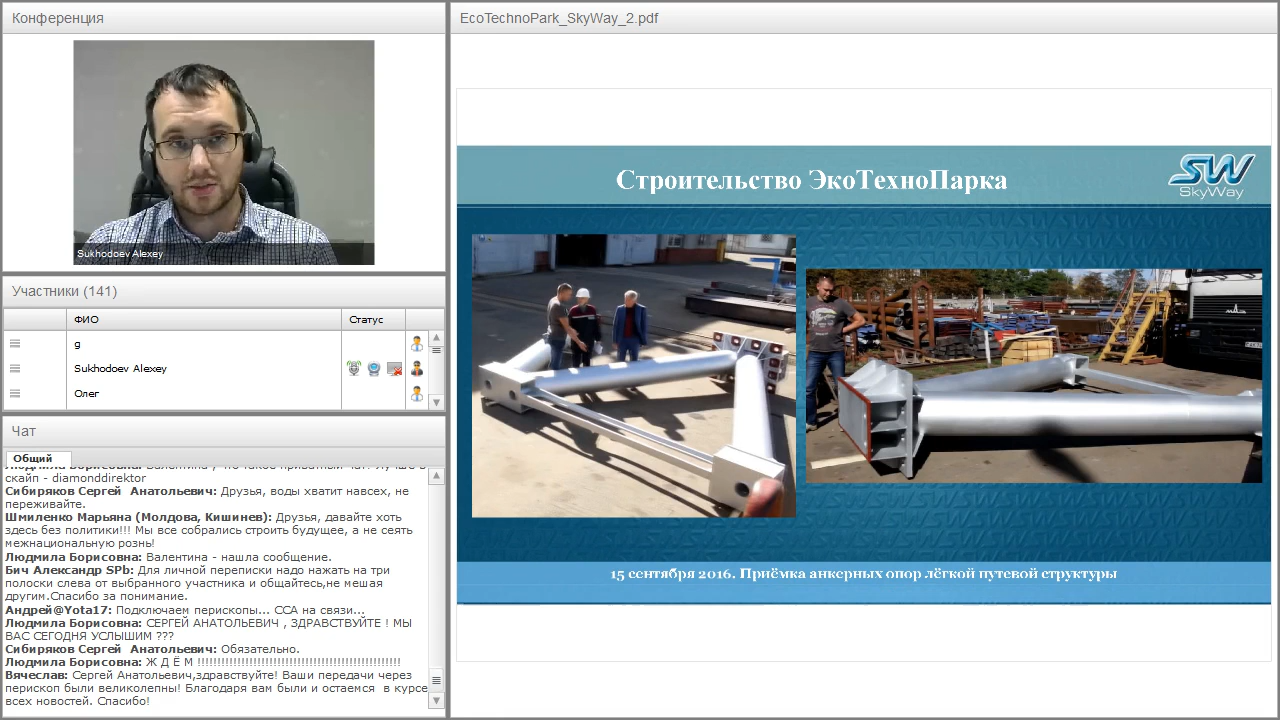 Конференция
Sukhodoev Alexey
Участники (141)
ФИО
Статус
g
Sukhodoev Alexey
Олег
Чат
Общий
скайп - diamonddirektor
Сибиряков Сергей Анатольевич: Друзья, воды хватит навсех, не
переживайте.
Шмиленко Марьяна (Молдова, Кишинев): Друзья, давайте хоть
здесь без политики!!! Мы все собрались строить будущее, а не сеять
межнациональную рознь!
Людмила Борисовна: Валентина - нашла сообщение.
Бич Александр SPb: Для личной переписки надо нажать на три
полоски слева от выбранного участника и общайтесь,не мешая
другим.Спасибо за понимание.
Андрей@Yota17: Подключаем перископы... ССА на связи...
Людмила Борисовна: СЕРГЕЙ АНАТОЛЬЕВИЧ , ЗДРАВСТВУЙТЕ ! МЫ
ВАС СЕГОДНЯ УСЛЫШИМ ???
Сибиряков Сергей Анатольевич: Обязательно.
Людмила Борисовна: Ж Д Ё М !!!!!!!!!!!!!!!!!!!!!!!!!!!!!!!!!!!!!!!!!!!!!!!!!!!
Вячеслав: Сергей Анатольевич,здравствуйте! Ваши передачи через
перископ были великолепны! Благодаря вам были и остаемся в курсе
всех новостей. Спасибо!
EcoTechnoPark_SkyWay_2.pdf
Строительство ЭкоТехноПарка
SW
SkyWay
15 сентября 2016. Приёмка анкерных опор лёгкой путевой структуры